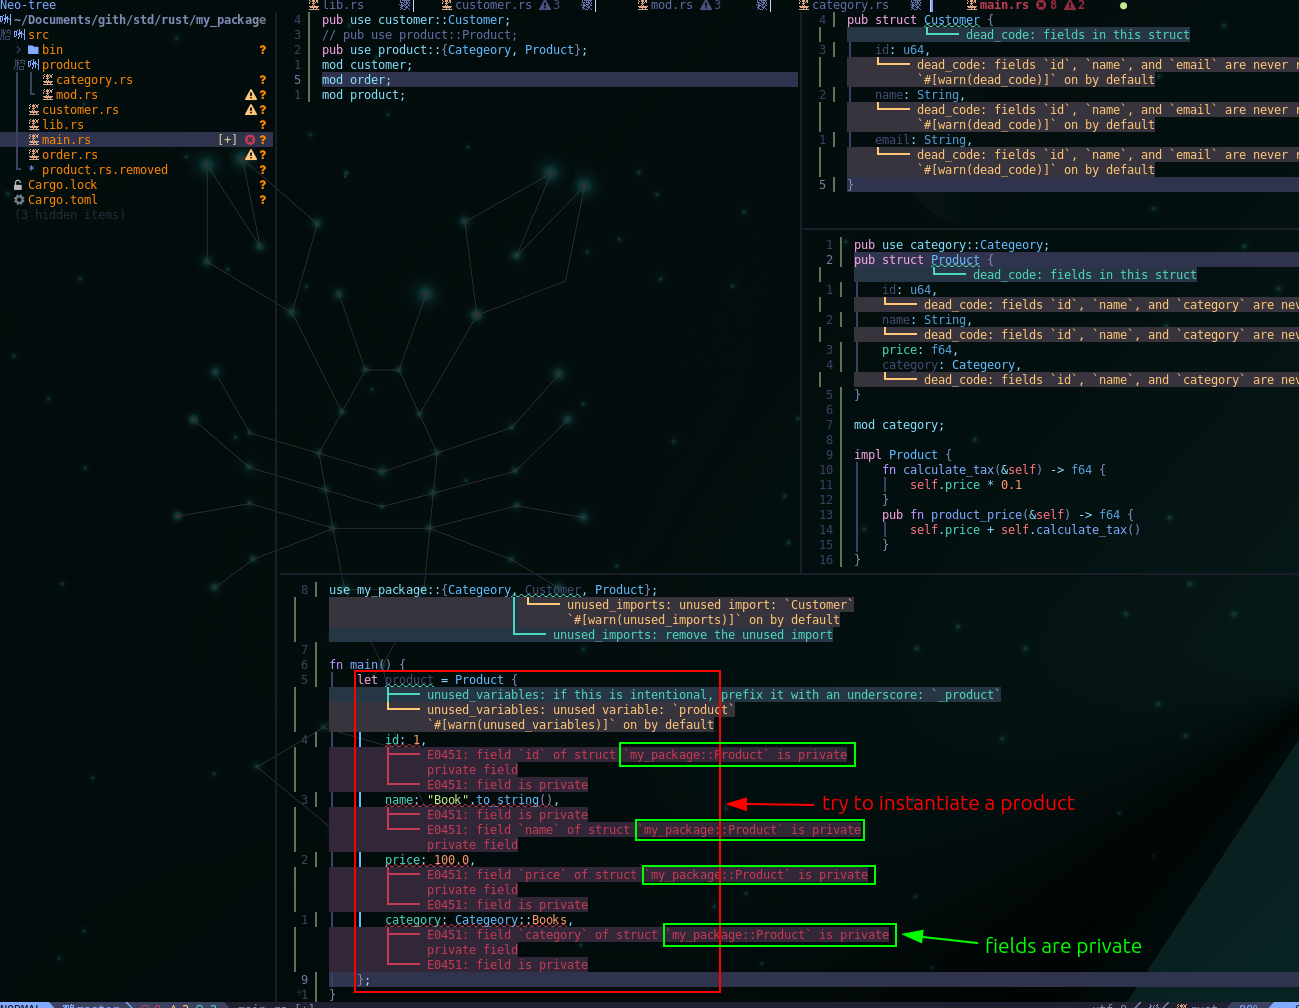 Neo-tree
~/Documents/gith/std/rust/my_package
src
bin ?
product
category.rs ?
mod.rs ?
customer.rs ?
lib.rs ?
main.rs [+] ?
order.rs ?
* product.rs.removed ?
Cargo.lock ?
Cargo.toml ?
(3 hidden items)
lib.rs customer.rs 3 mod.rs 3 category.rs main.rs 8 2
4 pub use customer::Customer;
3 // pub use product::Product;
2 pub use product::{Categeory, Product};
1 mod customer;
5 mod order;
1 mod product;
4 pub struct Customer {
dead_code: fields in this struct
3 id: u64,
dead_code: fields `id`, `name`, and `email` are never
`#[warn(dead_code)]` on by default
2 name: String,
dead_code: fields `id`, `name`, and `email` are never
`#[warn(dead_code)]` on by default
1 email: String,
dead_code: fields `id`, `name`, and `email` are never
`#[warn(dead_code)]` on by default
5 }
1 pub use category::Categeory;
2 pub struct Product {
dead_code: fields in this struct
1 id: u64,
dead_code: fields `id`, `name`, and `category` are nev
2 name: String,
dead_code: fields `id`, `name`, and `category` are nev
3 price: f64,
4 category: Categeory,
dead_code: fields `id`, `name`, and `category` are nev
5 }
6
7 mod category;
8
9 impl Product {
10 fn calculate_tax(&self) -> f64 {
11 self.price * 0.1
12 }
13 pub fn product_price(&self) -> f64 {
14 self.price + self.calculate_tax()
15 }
16 }
8 use my_package::{Categeory, Customer, Product};
unused_imports: unused import: `Customer`
`#[warn(unused_imports)]` on by default
unused_imports: remove the unused import
7
6 fn main() {
5 let product = Product {
unused_variables: if this is intentional, prefix it with an underscore: `_product`
unused_variables: unused variable: `product`
`#[warn(unused_variables)]` on by default
4 id: 1,
E0451: field `id` of struct `my_package::Product` is private
private field
E0451: field is private
3 name: "Book".to_string(),
E0451: field is private
E0451: field `name` of struct `my_package::Product` is private
private field
try to instantiate a product
2 price: 100.0,
E0451: field `price` of struct `my_package::Product` is private
private field
E0451: field is private
1 category: Categeory::Books,
E0451: field `category` of struct `my_package::Product` is private
private field
E0451: field is private
fields are private
9 };
1 }